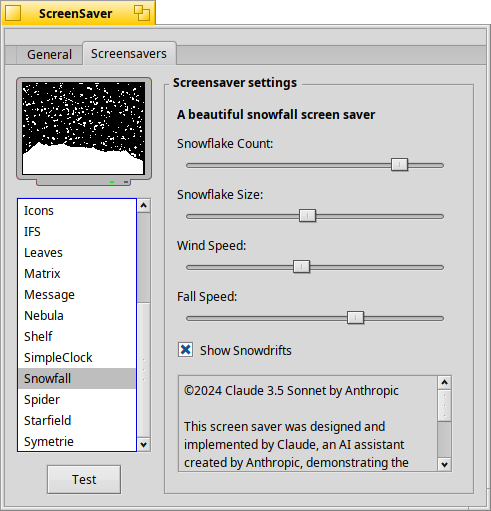 ScreenSaver
General
Screensavers
Screensaver settings
A beautiful snowfall screen saver
Snowflake Count:
Snowflake Size:
Wind Speed:
Fall Speed:
Show Snowdrifts
©2024 Claude 3.5 Sonnet by Anthropic
This screen saver was designed and
implemented by Claude, an AI assistant
created by Anthropic, demonstrating the
Icons
IFS
Leaves
Matrix
Message
Nebula
Shelf
SimpleClock
Snowfall
Spider
Starfield
Symetrie
Test